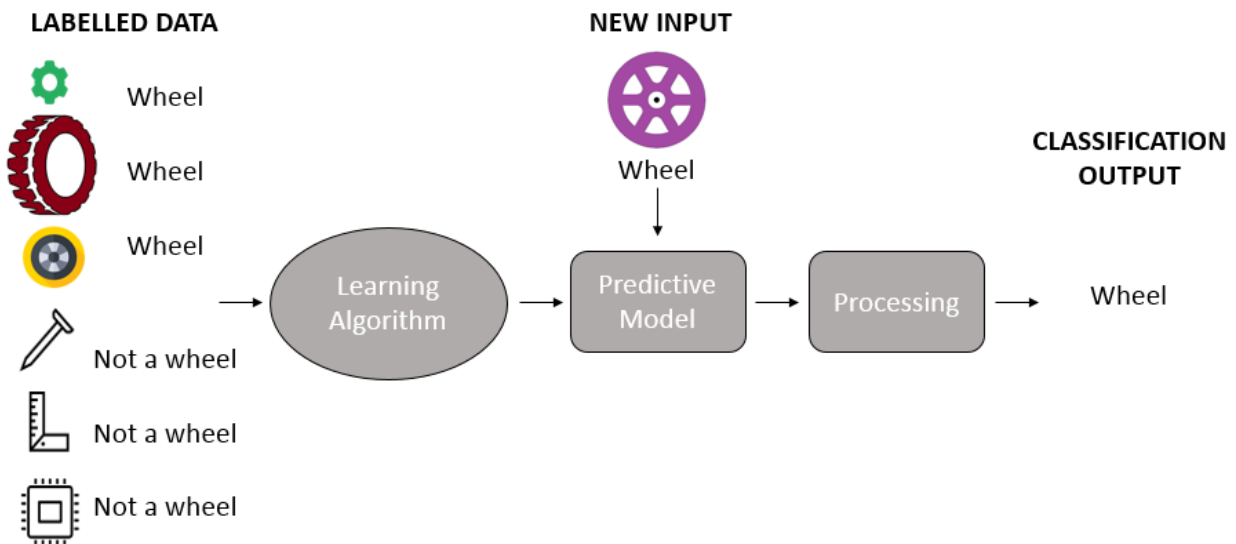 LABELLED DATA
Wheel
Wheel
Wheel
Not a wheel
Not a wheel
Not a wheel
Learning
Algorithm
NEW INPUT
Wheel
Predictive
Model
Processing
CLASSIFICATION
OUTPUT
Wheel